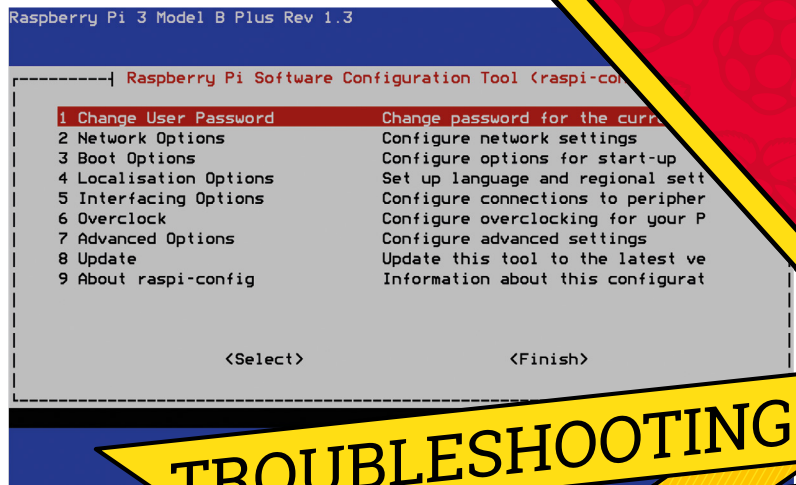 Raspberry Pi 3 Model B Plus Rev 1.3
Raspberry Pi Software Configuration Tool (raspi-co
1 Change User Password Change password for the curre
2 Network Options Configure network settings
3 Boot Options Configure options for start-up
4 Localisation Options Set up language and regional sett
5 Interfacing Options Configure connections to peripher
6 Overclock Configure overclocking for your P
7 Advanced Options Configure advanced settings
8 Update Update this tool to the latest ve
9 About raspi-config Information about this configurat
<Select> <Finish>
TROUBLESHOOTING